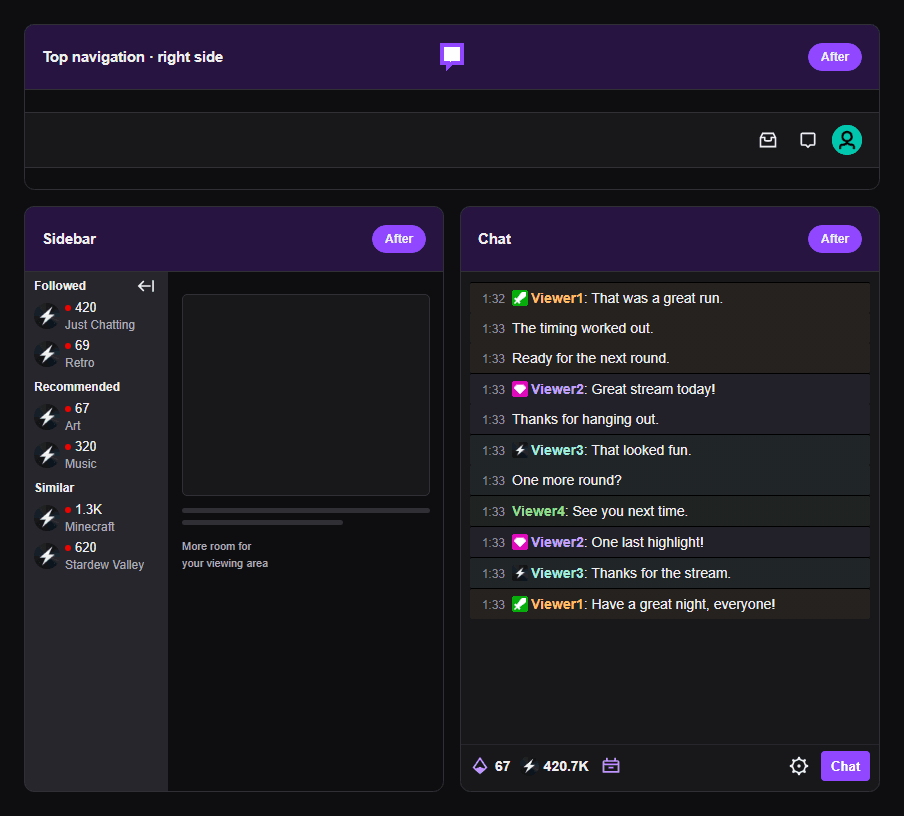 Top navigation · right side
After
Sidebar
After
Followed
420
Just Chatting
69
Retro
Recommended
67
Art
320
Music
Similar
1.3K
Minecraft
620
Stardew Valley
More room for
your viewing area
Chat
After
1:32 Viewer1: That was a great run.
1:33 The timing worked out.
1:33 Ready for the next round.
1:33 Viewer2: Great stream today!
1:33 Thanks for hanging out.
1:33 Viewer3: That looked fun.
1:33 One more round?
1:33 Viewer4: See you next time.
1:33 Viewer2: One last highlight!
1:33 Viewer3: Thanks for the stream.
1:33 Viewer1: Have a great night, everyone!
67 420.7K Chat